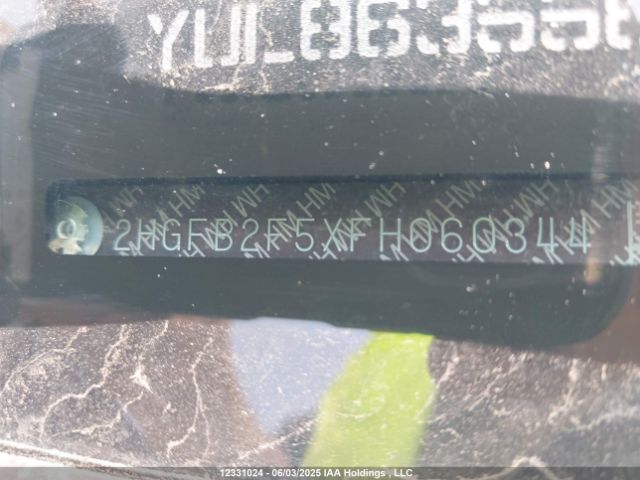 2HGFB2F5XFH060344
12331024 - 06/03/2025 IAA Holdings , LLC